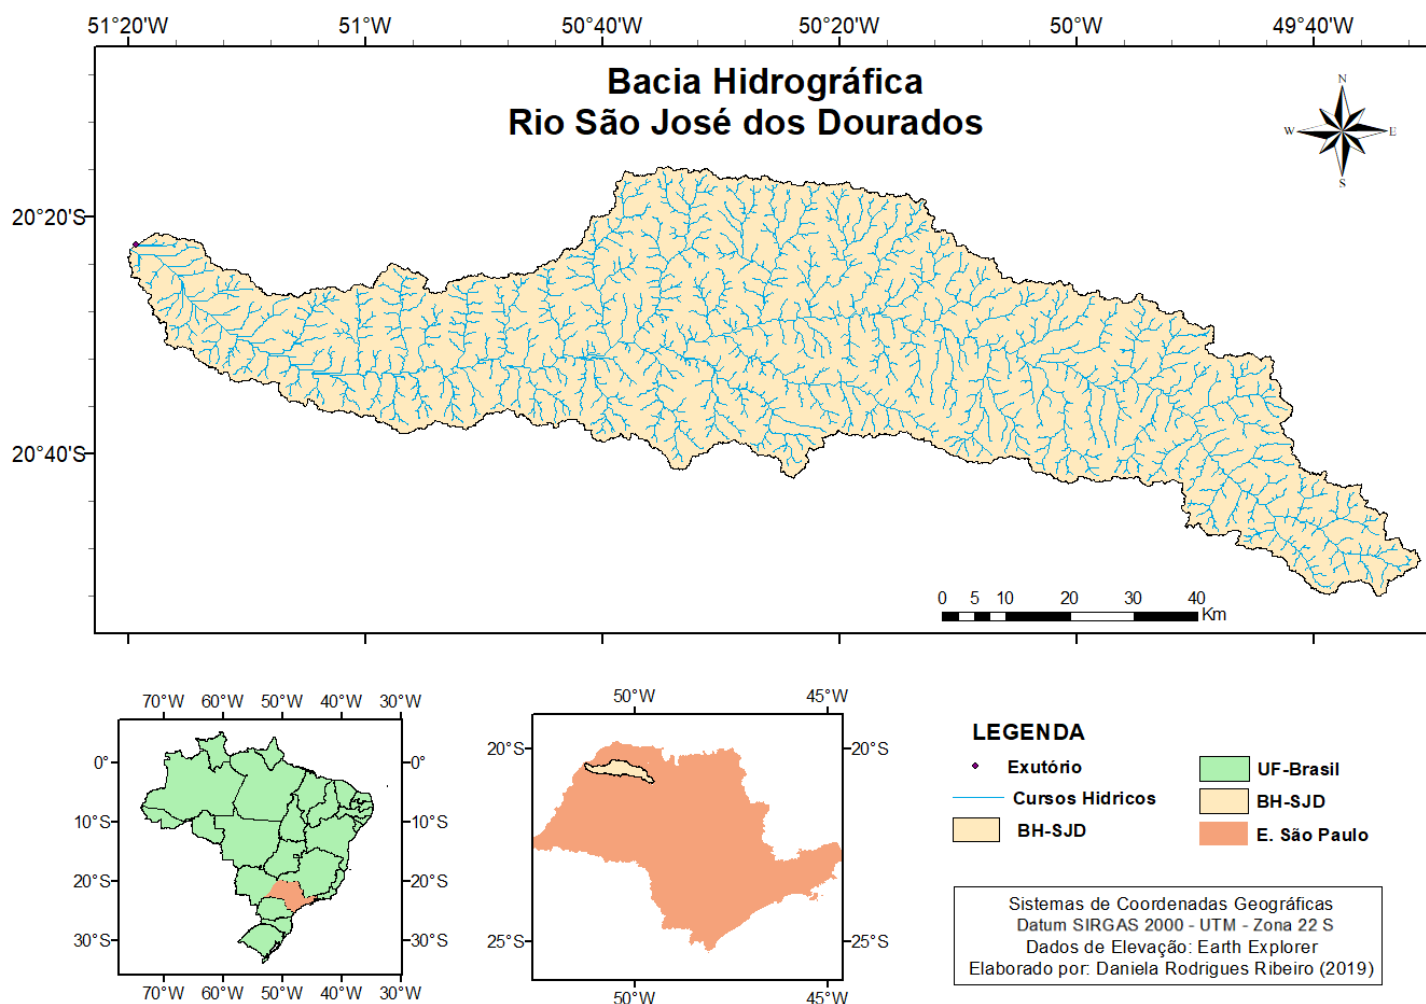 51°20'W 51°W 50°40'W 50°20'W 50°W 49°40'W
Bacia Hidrográfica
Rio São José dos Dourados
N
W E
S
20°20'S
20°40'S
0 5 10 20 30 40
Km
70°W 60°W 50°W 40°W 30°W
0° 0°
10°S 10°S
20°S 20°S
30°S 30°S
70°W 60°W 50°W 40°W 30°W
50°W 45°W
20°S 20°S
25°S 25°S
50°W 45°W
LEGENDA
Exutório
Cursos Hidricos
BH-SJD
UF-Brasil
BH-SJD
E. São Paulo
Sistemas de Coordenadas Geográficas
Datum SIRGAS 2000 - UTM - Zona 22 S
Dados de Elevação: Earth Explorer
Elaborado por: Daniela Rodrigues Ribeiro (2019)